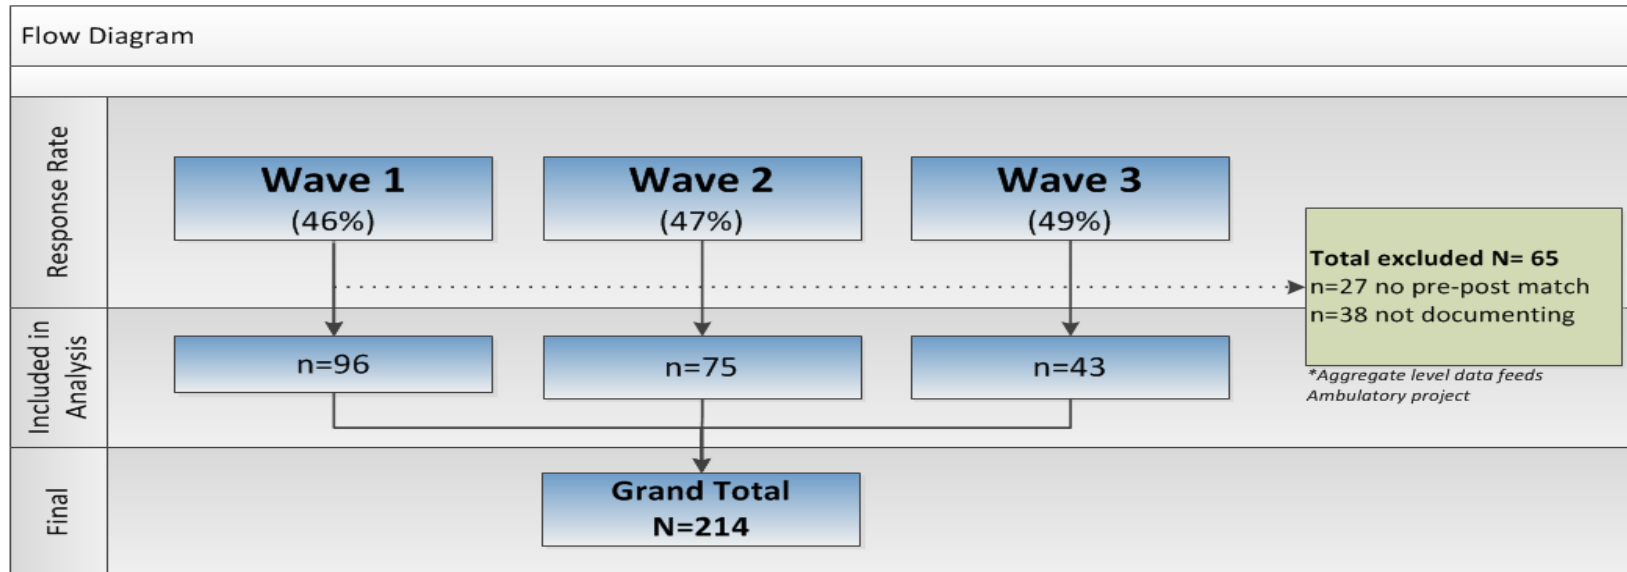 Flow Diagram
Response Rate
Wave 1
(46%)
Wave 2
(47%)
Wave 3
(49%)
Total excluded N= 65
n=27 no pre-post match
n=38 not documenting
*Aggregate level data feeds
Ambulatory project
Included in
Analysis
n=96
n=75
n=43
Final
Grand Total
N=214